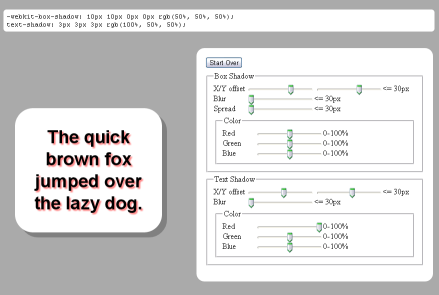 -webkit-box-shadow: 10px 10px 0px 0px rgb(50%, 50%, 50%);
text-shadow: 3px 3px 3px rgb(100%, 50%, 50%);
The quick
brown fox
jumped over
the lazy dog.
Start Over
Box Shadow
X/Y offset <= 30px
Blur <= 30px
Spread <= 30px
Color
Red 0-100%
Green 0-100%
Blue 0-100%
Text Shadow
X/Y offset <= 30px
Blur <= 30px
Color
Red 0-100%
Green 0-100%
Blue 0-100%